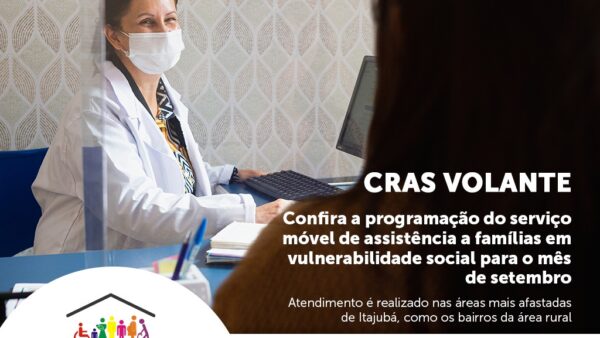 CRAS VOLANTE
Confira a programação do serviço
móvel de assistência a famílias em
vulnerabilidade social para o mês
de setembro
Atendimento é realizado nas áreas mais afastadas
de Itajubá, como os bairros da área rural